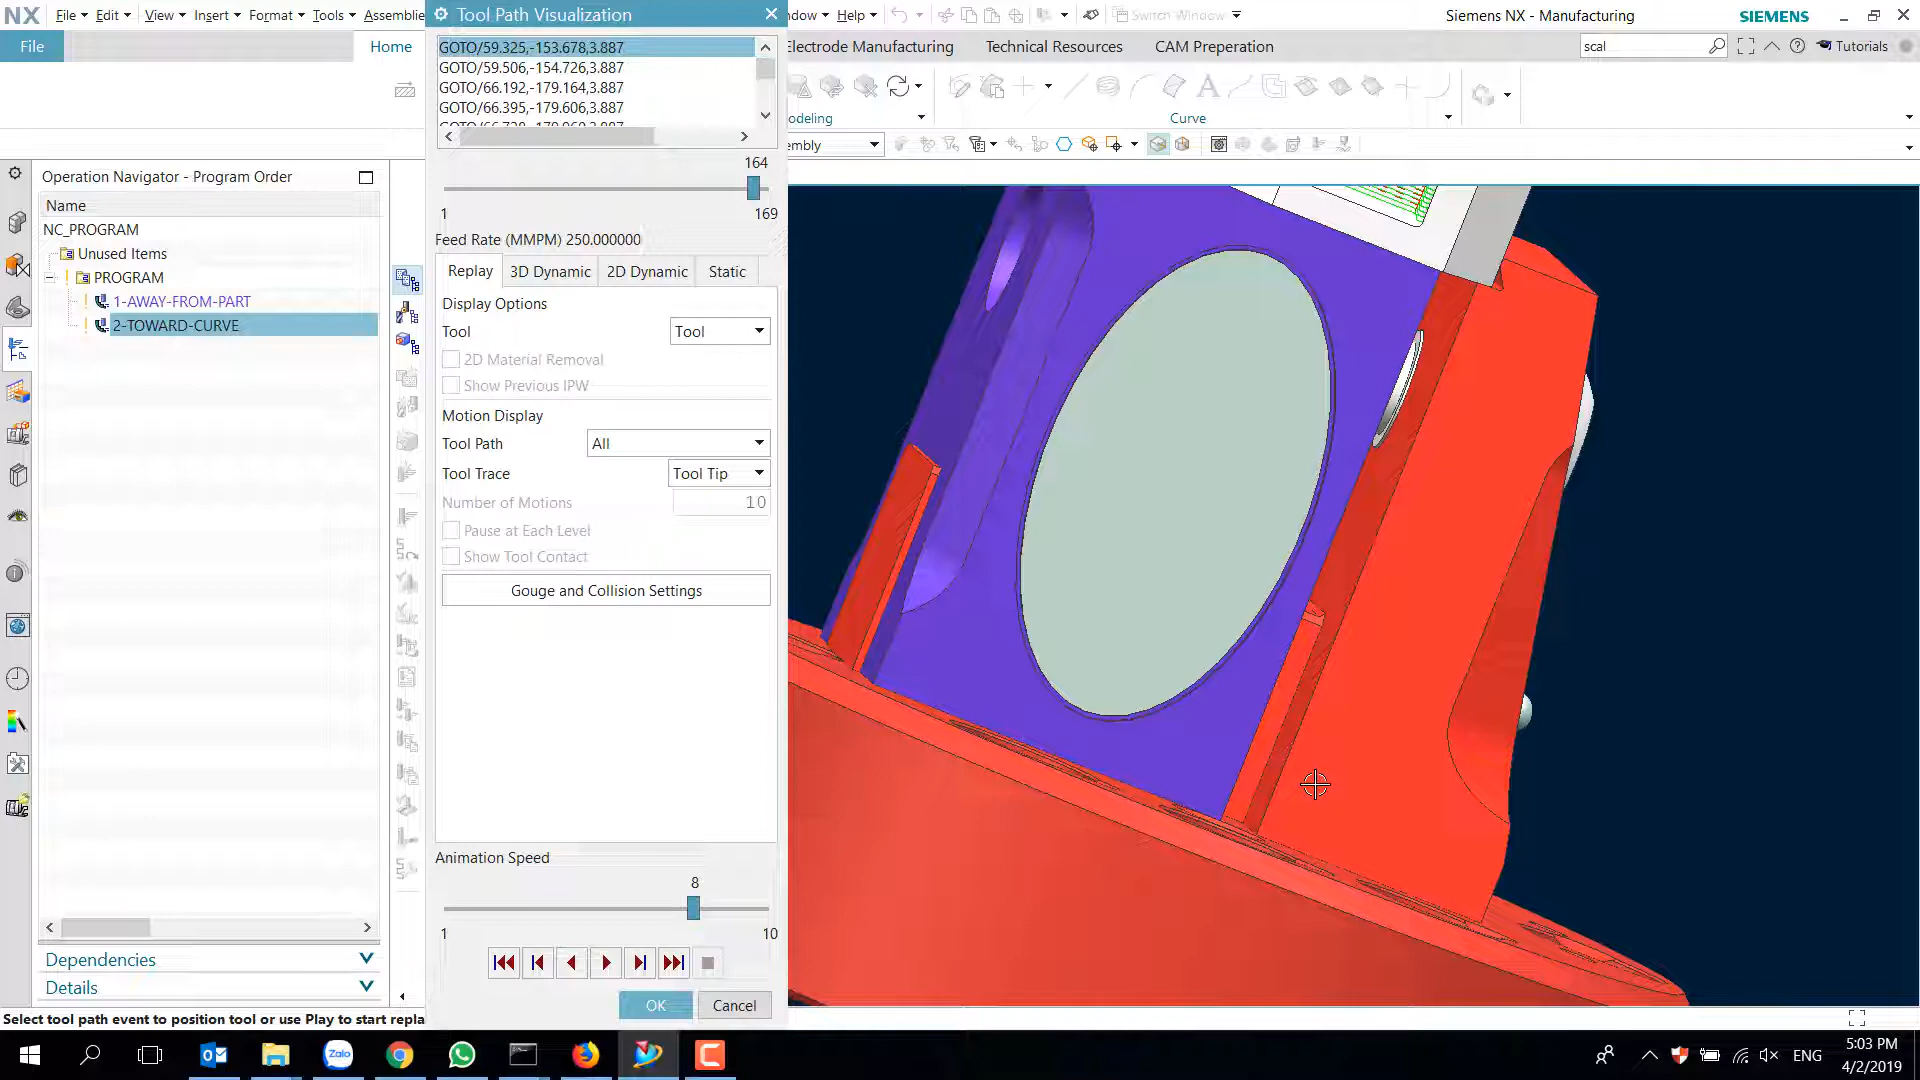 NX File Edit View Insert Format Tools Assemblie
Tool Path Visualization
ndow Help Switch Window Siemens NX - Manufacturing SIEMENS
File Home
Electrode Manufacturing Technical Resources CAM Preparation scal Tutorials
GOTO/59.325,-153.678,3.887
GOTO/59.506,-154.726,3.887
GOTO/66.192,-179.164,3.887
GOTO/66.395,-179.606,3.887
164
1 169
Feed Rate (MMPM) 250.000000
Replay 3D Dynamic 2D Dynamic Static
Display Options
Tool Tool
2D Material Removal
Show Previous IPW
Motion Display
Tool Path All
Tool Trace Tool Tip
Number of Motions 10
Pause at Each Level
Show Tool Contact
Gouge and Collision Settings
Animation Speed
8
1 10
OK Cancel
odeling Curve
embly
Operation Navigator - Program Order
Name
NC_PROGRAM
Unused Items
PROGRAM
1-AWAY-FROM-PART
2-TOWARD-CURVE
Dependencies
Details
Select tool path event to position tool or use Play to start repla
Zalo
ENG
5:03 PM
4/2/2019